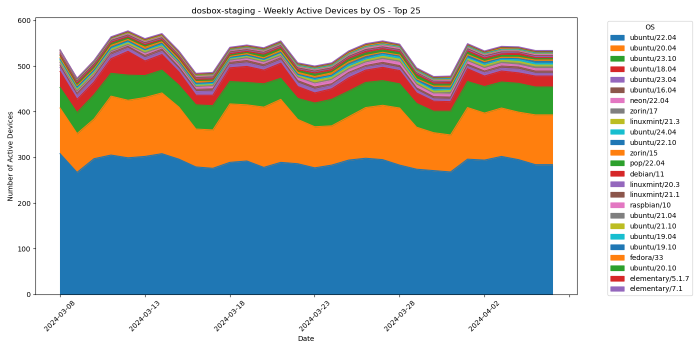 dosbox-staging - Weekly Active Devices by OS - Top 25
600
500
400
300
200
100
0
Number of Active Devices
2024-03-08
2024-03-13
2024-03-18
2024-03-23
2024-03-28
2024-04-02
Date
OS
ubuntu/22.04
ubuntu/20.04
ubuntu/23.10
ubuntu/18.04
ubuntu/23.04
ubuntu/16.04
neon/22.04
zorin/17
linuxmint/21.3
ubuntu/24.04
ubuntu/22.10
zorin/15
pop/22.04
debian/11
linuxmint/20.3
linuxmint/21.1
raspbian/10
ubuntu/21.04
ubuntu/21.10
ubuntu/19.04
ubuntu/19.10
fedora/33
ubuntu/20.10
elementary/5.1.7
elementary/7.1